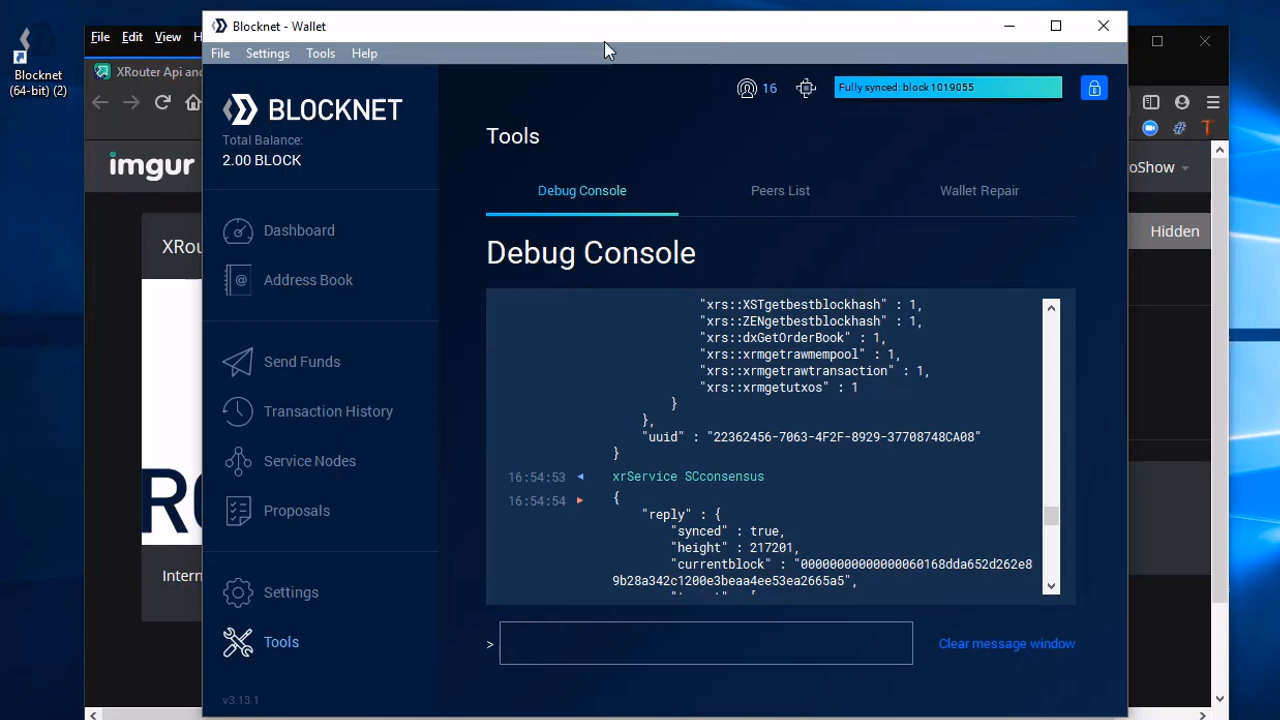 Blocknet
(64-bit) (2)
File Edit View H
XRouter Api and
imgur
XRou
Intern
oShow
Hidden
Blocknet - Wallet
File Settings Tools Help
BLOCKNET
Total Balance:
2.00 BLOCK
Dashboard
@ Address Book
Send Funds
Transaction History
Service Nodes
Proposals
Settings
Tools
v3.13.1
16
Fully synced: block 1019055
Tools
Debug Console Peers List Wallet Repair
Debug Console
"xrs::XSTgetbestblockhash" : 1,
"xrs::ZENgetbestblockhash" : 1,
"xrs::dxGetOrderBook" : 1,
"xrs::xrmgetrawmempool" : 1,
"xrs::xrmgetrawtransaction" : 1,
"xrs::xrmgetutxos" : 1
}
},
"uuid" : "22362456-7063-4F2F-8929-37708748CA08"
}
16:54:53 xrService SCconsensus
16:54:54 {
"reply" : {
"synced" : true,
"height" : 217201,
"currentblock" : "00000000000000060168dda652d262e8
9b28a342c1200e3beaa4ee53ea2665a5",
> Clear message window